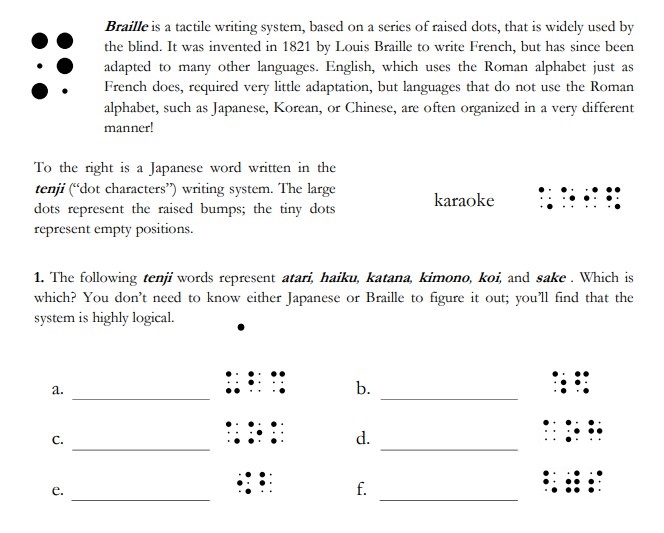 Braille is a tactile writing system, based on a series of raised dots, that is widely used by
the blind. It was invented in 1821 by Louis Braille to write French, but has since been
adapted to many other languages. English, which uses the Roman alphabet just as
French does, required very little adaptation, but languages that do not use the Roman
alphabet, such as Japanese, Korean, or Chinese, are often organized in a very different
manner!
To the right is a Japanese word written in the
tenji (“dot characters”) writing system. The large
dots represent the raised bumps; the tiny dots
represent empty positions.
karaoke ⠡⠑⠊⠫
1. The following tenji words represent atari, haiku, katana, kimono, koi, and sake . Which is
which? You don’t need to know either Japanese or Braille to figure it out; you’ll find that the
system is highly logical.
a. ⠥⠃⠩
b. ⠱⠫
c. ⠡⠕⠅
d. ⠁⠕⠓
e. ⠪⠃
f. ⠣⠾⠎